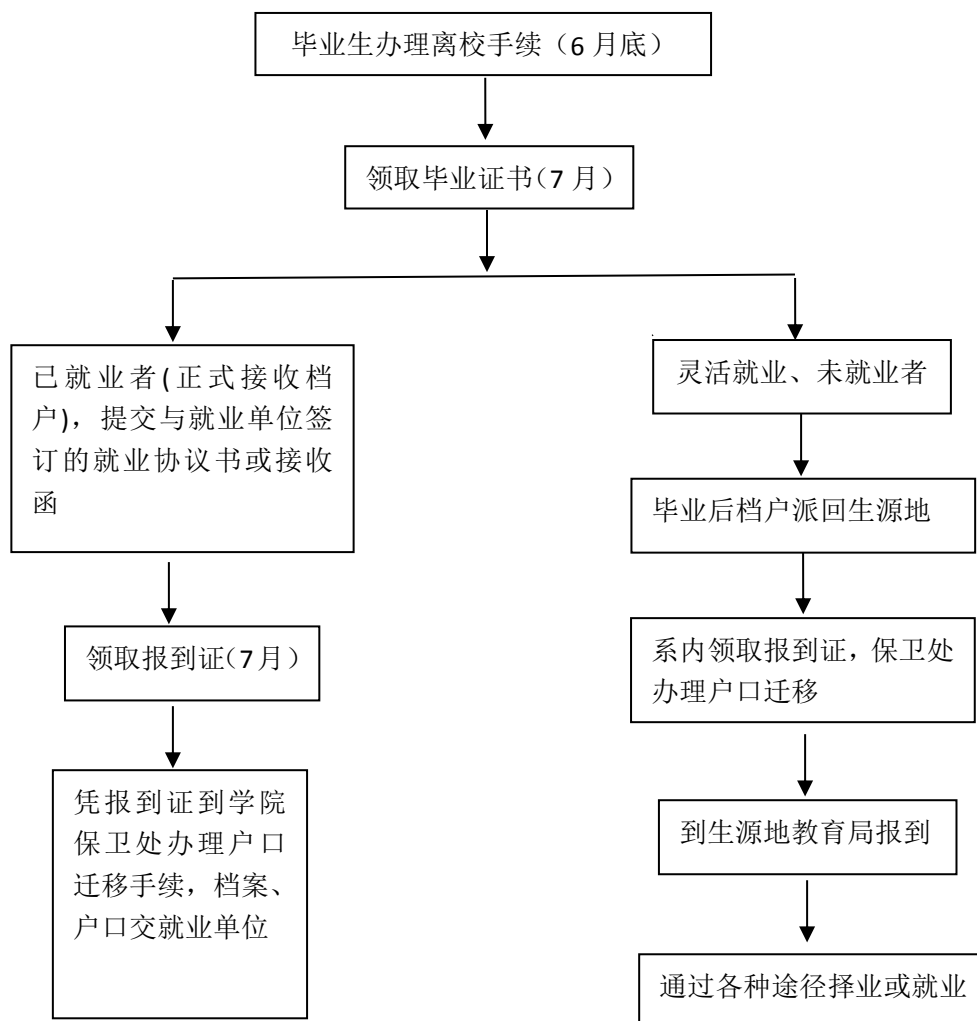 毕业生办理离校手续（6 月底）
领取毕业证书（7 月）
已就业者(正式接收档
户)，提交与就业单位签
订的就业协议书或接收
函
领取报到证（7 月）
凭报到证到学院
保卫处办理户口
迁移手续，档案、
户口交就业单位
灵活就业、未就业者
毕业后档户派回生源地
系内领取报到证，保卫处
办理户口迁移
到生源地教育局报到
通过各种途径择业或就业